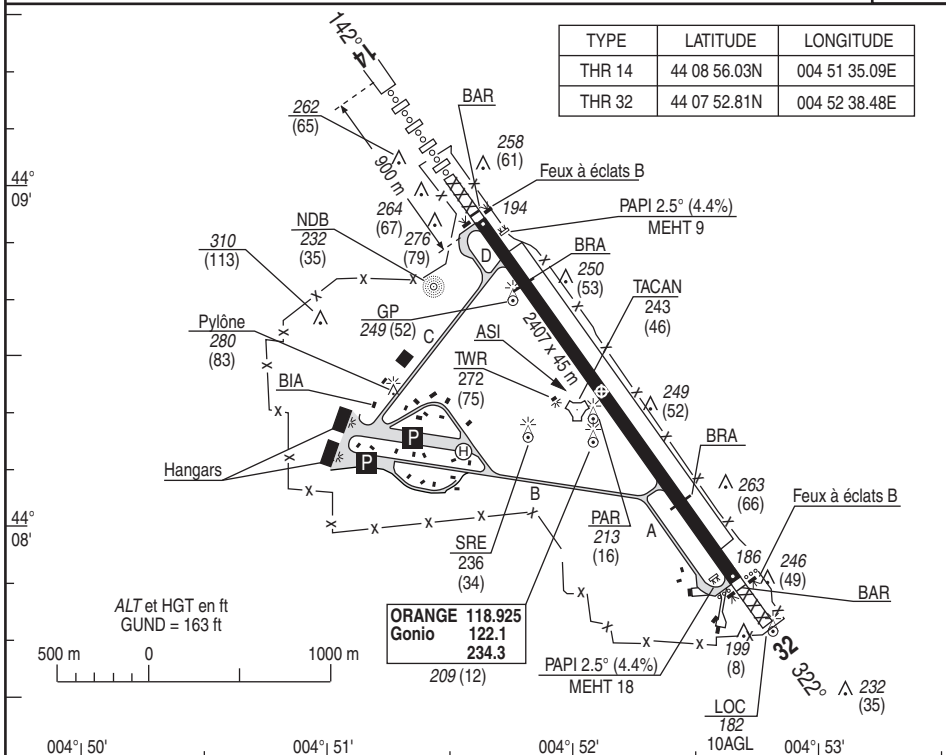 TYPE LATITUDE LONGITUDE
THR 14 44 08 56.03N 004 51 35.09E
THR 32 44 07 52.81N 004 52 38.48E
142°
14
BAR
262
(65)
258
(61)
Feux à éclats B
900 m
44°
09'
194
PAPI 2.5° (4.4%)
MEHT 9
264
(67)
NDB
232
(35)
276
(79)
310
(113)
D
BRA
250
(53)
TACAN
243
(46)
GP
249 (52)
Pylône
280
(83)
C
ASI
2407 x 45 m
TWR
272
(75)
BIA
249
(52)
P
P
H
BRA
Hangars
263
(66)
Feux à éclats B
B
A
44°
08'
PAR
213
(16)
SRE
236
(34)
186
246
(49)
BAR
ALT et HGT en ft
GUND = 163 ft
ORANGE 118.925
Gonio 122.1
234.3
209 (12)
500 m 0 1000 m
PAPI 2.5° (4.4%)
MEHT 18
199
(8)
32
322°
232
(35)
LOC
182
10AGL
004° 50' 004° 51' 004° 52' 004° 53'